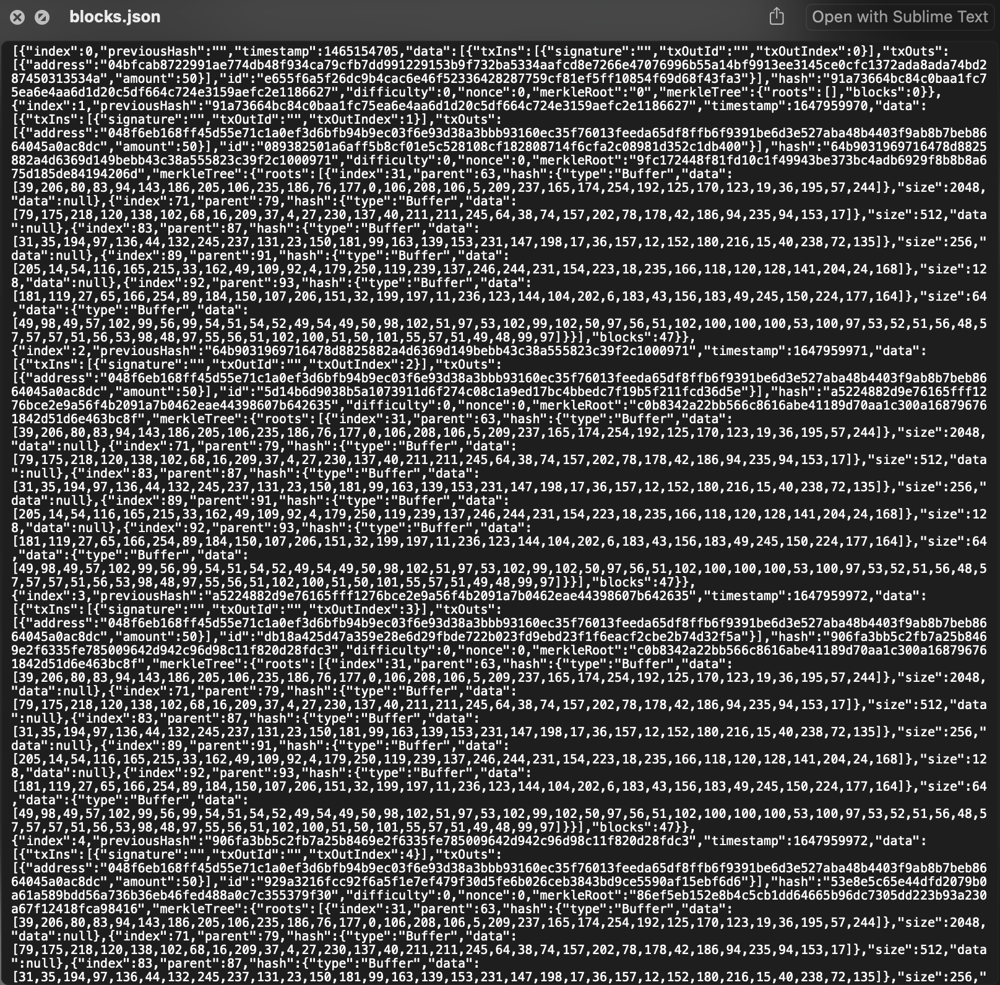 blocks.json
Open with Sublime Text
[{"index":0,"previousHash":"","timestamp":1465154705,"data":[{"txIns":[{"signature":"","txOutId":"","txOutIndex":0}],"txOuts":
[{"address":"04bfcab8722991ae774db48f934ca79cfb7dd991229153b9f732ba5334aafcd8e7266e47076996b55a14bf9913ee3145ce0cfc1372ada8ada74bd2
87450313534a","amount":50}],"id":"e655f6a5f26dc9b4cac6e46f52336428287759cf81ef5ff10854f69d68f43fa3"}],"hash":"91a73664bc84c0baa1fc7
5ea6e4aa6d1d20c5df664c724e3159aefc2e1186627","difficulty":0,"nonce":0,"merkleRoot":"0","merkleTree":{"roots":[],"blocks":0}},
{"index":1,"previousHash":"91a73664bc84c0baa1fc75ea6e4aa6d1d20c5df664c724e3159aefc2e1186627","timestamp":1647959970,"data":
[{"txIns":[{"signature":"","txOutId":"","txOutIndex":1}],"txOuts":
[{"address":"048f6eb168ff45d55e71c1a0ef3d6bfb94b9ec03f6e93d38a3bbb93160ec35f76013feeda65df8ffb6f9391be6d3e527aba48b4403f9ab8b7beb86
64045a0ac8dc","amount":50}],"id":"089382501a6aff5b8cf01e5c528108cf182808714f6cfa2c08981d352c1db400"}],"hash":"64b9031969716478d8825
882a4d6369d149bebb43c38a555823c39f2c1000971","difficulty":0,"nonce":0,"merkleRoot":"9fc172448f81fd10c1f49943be373bc4adb6929f8b8b8a6
75d185de84194206d","merkleTree":{"roots":[{"index":31,"parent":63,"hash":{"type":"Buffer","data":
[39,206,80,83,94,143,186,205,106,235,186,76,177,0,106,208,106,5,209,237,165,174,254,192,125,170,123,19,36,195,57,244]},"size":2048,
"data":null},{"index":71,"parent":79,"hash":{"type":"Buffer","data":
[79,175,218,120,138,102,68,16,209,37,4,27,230,137,40,211,211,245,64,38,74,157,202,78,178,42,186,94,235,94,153,17]},"size":512,"data
":null},{"index":83,"parent":87,"hash":{"type":"Buffer","data":
[31,35,194,97,136,44,132,245,237,131,23,150,181,99,163,139,153,231,147,198,17,36,157,12,152,180,216,15,40,238,72,135]},"size":256,"
data":null},{"index":89,"parent":91,"hash":{"type":"Buffer","data":
[205,14,54,116,165,215,33,162,49,109,92,4,179,250,119,239,137,246,244,231,154,223,18,235,166,118,120,128,141,204,24,168]},"size":12
8,"data":null},{"index":92,"parent":93,"hash":{"type":"Buffer","data":
[181,119,27,65,166,254,89,184,150,107,206,151,32,199,197,11,236,123,144,104,202,6,183,43,156,183,49,245,150,224,177,164]},"size":64
,"data":{"type":"Buffer","data":
[49,98,49,57,102,99,56,99,54,51,54,52,49,54,49,50,98,102,51,97,53,102,99,102,50,97,56,51,102,100,100,100,53,100,97,53,52,51,56,48,5
7,57,57,51,56,53,98,48,97,55,56,51,102,100,51,50,101,55,57,51,49,48,99,97]}}],"blocks":47}},
{"index":2,"previousHash":"64b9031969716478d8825882a4d6369d149bebb43c38a555823c39f2c1000971","timestamp":1647959971,"data":
[{"txIns":[{"signature":"","txOutId":"","txOutIndex":2}],"txOuts":
[{"address":"048f6eb168ff45d55e71c1a0ef3d6bfb94b9ec03f6e93d38a3bbb93160ec35f76013feeda65df8ffb6f9391be6d3e527aba48b4403f9ab8b7beb86
64045a0ac8dc","amount":50}],"id":"5d14b6d9038b5a1073911d6f274c08c1a9ed17bc4bbedc7f19b5f211fcd36d5e"}],"hash":"a5224882d9e76165fff12
76bce2e9a56f4b2091a7b0462eae44398607b642635","difficulty":0,"nonce":0,"merkleRoot":"c0b8342a22bb566c8616abe41189d70aa1c300a16879676
1842d51d6e463bc8f","merkleTree":{"roots":[{"index":31,"parent":63,"hash":{"type":"Buffer","data":
[39,206,80,83,94,143,186,205,106,235,186,76,177,0,106,208,106,5,209,237,165,174,254,192,125,170,123,19,36,195,57,244]},"size":2048,
"data":null},{"index":71,"parent":79,"hash":{"type":"Buffer","data":
[79,175,218,120,138,102,68,16,209,37,4,27,230,137,40,211,211,245,64,38,74,157,202,78,178,42,186,94,235,94,153,17]},"size":512,"data
":null},{"index":83,"parent":87,"hash":{"type":"Buffer","data":
[31,35,194,97,136,44,132,245,237,131,23,150,181,99,163,139,153,231,147,198,17,36,157,12,152,180,216,15,40,238,72,135]},"size":256,"
data":null},{"index":89,"parent":91,"hash":{"type":"Buffer","data":
[205,14,54,116,165,215,33,162,49,109,92,4,179,250,119,239,137,246,244,231,154,223,18,235,166,118,120,128,141,204,24,168]},"size":12
8,"data":null},{"index":92,"parent":93,"hash":{"type":"Buffer","data":
[181,119,27,65,166,254,89,184,150,107,206,151,32,199,197,11,236,123,144,104,202,6,183,43,156,183,49,245,150,224,177,164]},"size":64
,"data":{"type":"Buffer","data":
[49,98,49,57,102,99,56,99,54,51,54,52,49,54,49,50,98,102,51,97,53,102,99,102,50,97,56,51,102,100,100,100,53,100,97,53,52,51,56,48,5
7,57,57,51,56,53,98,48,97,55,56,51,102,100,51,50,101,55,57,51,49,48,99,97]}}],"blocks":47}},
{"index":3,"previousHash":"a5224882d9e76165fff1276bce2e9a56f4b2091a7b0462eae44398607b642635","timestamp":1647959972,"data":
[{"txIns":[{"signature":"","txOutId":"","txOutIndex":3}],"txOuts":
[{"address":"048f6eb168ff45d55e71c1a0ef3d6bfb94b9ec03f6e93d38a3bbb93160ec35f76013feeda65df8ffb6f9391be6d3e527aba48b4403f9ab8b7beb86
64045a0ac8dc","amount":50}],"id":"db18a425d47a359e28e6d29fbde722b023fd9ebd23f1f6eacf2cbe2b74d32f5a"}],"hash":"906fa3bb5c2fb7a25b846
9e2f6335fe785009642d942c96d98c11f820d28fdc3","difficulty":0,"nonce":0,"merkleRoot":"c0b8342a22bb566c8616abe41189d70aa1c300a16879676
1842d51d6e463bc8f","merkleTree":{"roots":[{"index":31,"parent":63,"hash":{"type":"Buffer","data":
[39,206,80,83,94,143,186,205,106,235,186,76,177,0,106,208,106,5,209,237,165,174,254,192,125,170,123,19,36,195,57,244]},"size":2048,
"data":null},{"index":71,"parent":79,"hash":{"type":"Buffer","data":
[79,175,218,120,138,102,68,16,209,37,4,27,230,137,40,211,211,245,64,38,74,157,202,78,178,42,186,94,235,94,153,17]},"size":512,"data
":null},{"index":83,"parent":87,"hash":{"type":"Buffer","data":
[31,35,194,97,136,44,132,245,237,131,23,150,181,99,163,139,153,231,147,198,17,36,157,12,152,180,216,15,40,238,72,135]},"size":256,"
data":null},{"index":89,"parent":91,"hash":{"type":"Buffer","data":
[205,14,54,116,165,215,33,162,49,109,92,4,179,250,119,239,137,246,244,231,154,223,18,235,166,118,120,128,141,204,24,168]},"size":12
8,"data":null},{"index":92,"parent":93,"hash":{"type":"Buffer","data":
[181,119,27,65,166,254,89,184,150,107,206,151,32,199,197,11,236,123,144,104,202,6,183,43,156,183,49,245,150,224,177,164]},"size":64
,"data":{"type":"Buffer","data":
[49,98,49,57,102,99,56,99,54,51,54,52,49,54,49,50,98,102,51,97,53,102,99,102,50,97,56,51,102,100,100,100,53,100,97,53,52,51,56,48,5
7,57,57,51,56,53,98,48,97,55,56,51,102,100,51,50,101,55,57,51,49,48,99,97]}}],"blocks":47}},
{"index":4,"previousHash":"906fa3bb5c2fb7a25b8469e2f6335fe785009642d942c96d98c11f820d28fdc3","timestamp":1647959972,"data":
[{"txIns":[{"signature":"","txOutId":"","txOutIndex":4}],"txOuts":
[{"address":"048f6eb168ff45d55e71c1a0ef3d6bfb94b9ec03f6e93d38a3bbb93160ec35f76013feeda65df8ffb6f9391be6d3e527aba48b4403f9ab8b7beb86
64045a0ac8dc","amount":50}],"id":"929a3216fcc92f6a5f1e7ef479f30d5fe6b026ceb3843bd9ce5590af15ebf6d6"}],"hash":"53e8e5c65e44dfd2079b0
a61a589bdd56a736b36eb46fed488a0c7c355379f30","difficulty":0,"nonce":0,"merkleRoot":"86ef5eb152e8b4c5cb1dd64665b96dc7305dd223b93a230
a67f12418fca98416","merkleTree":{"roots":[{"index":31,"parent":63,"hash":{"type":"Buffer","data":
[39,206,80,83,94,143,186,205,106,235,186,76,177,0,106,208,106,5,209,237,165,174,254,192,125,170,123,19,36,195,57,244]},"size":2048,
"data":null},{"index":71,"parent":79,"hash":{"type":"Buffer","data":
[79,175,218,120,138,102,68,16,209,37,4,27,230,137,40,211,211,245,64,38,74,157,202,78,178,42,186,94,235,94,153,17]},"size":512,"data
":null},{"index":83,"parent":87,"hash":{"type":"Buffer","data":
[31,35,194,97,136,44,132,245,237,131,23,150,181,99,163,139,153,231,147,198,17,36,157,12,152,180,216,15,40,238,72,135]},"size":256,"